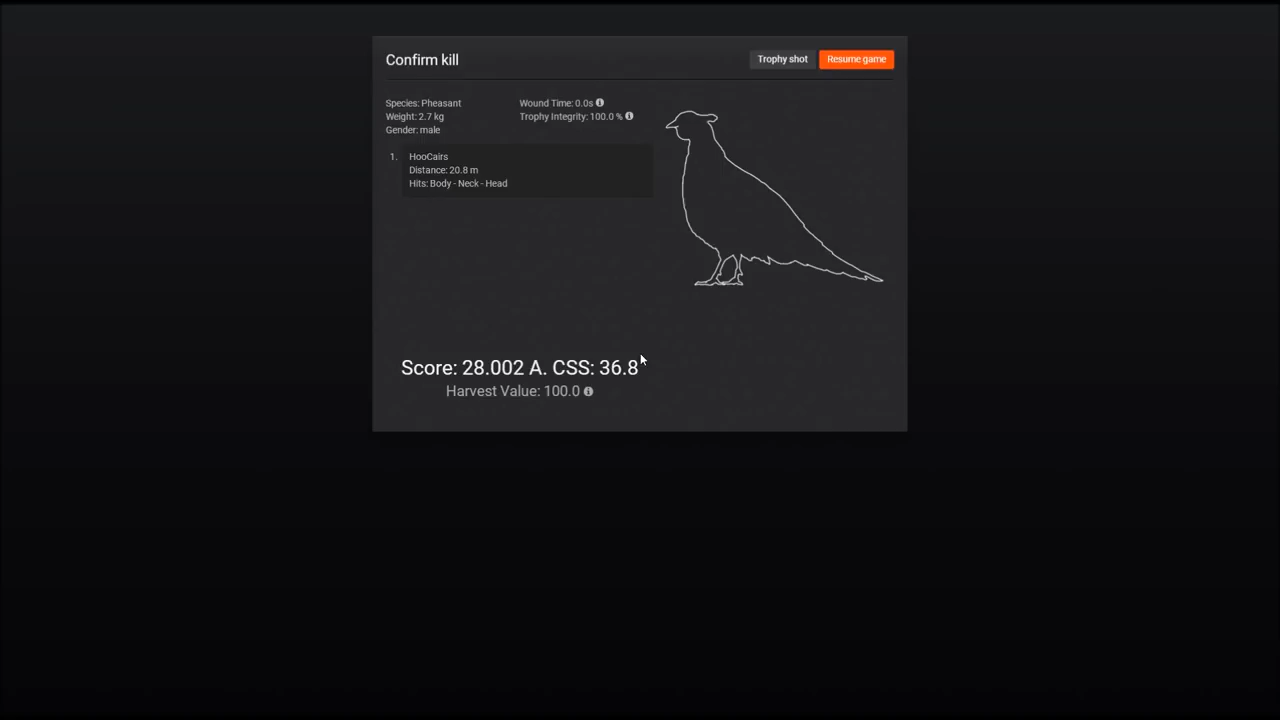 Confirm kill
Trophy shot
Resume game
Species: Pheasant
Weight: 2.7 kg
Gender: male
Wound Time: 0.0s
Trophy Integrity: 100.0 %
1.
HooCairs
Distance: 20.8 m
Hits: Body - Neck - Head
Score: 28.002 A. CSS: 36.8
Harvest Value: 100.0